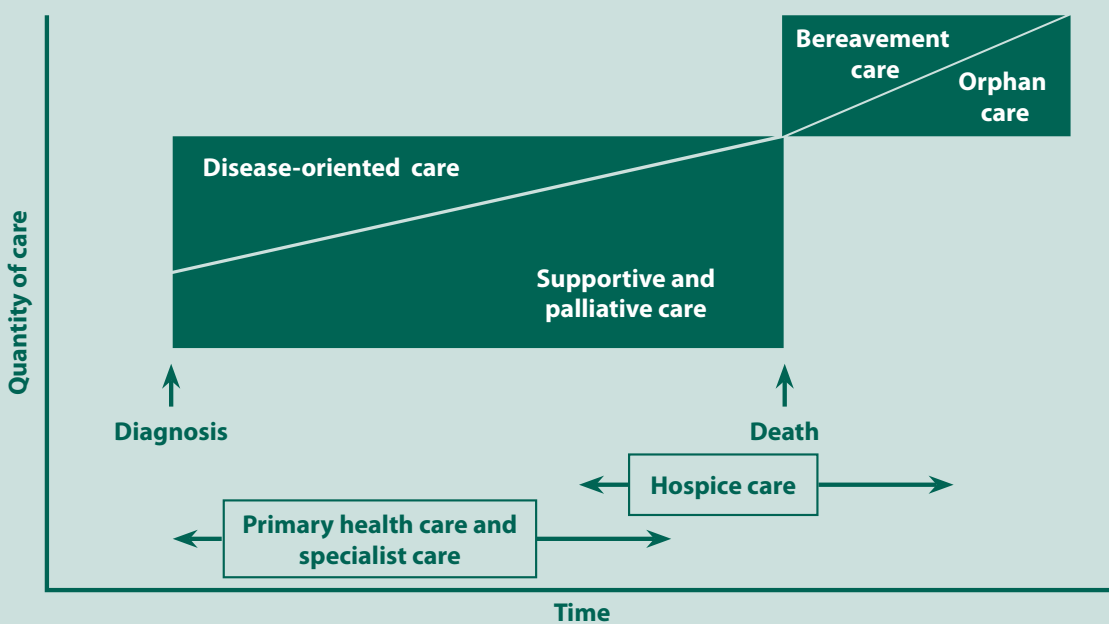 Bereavement
care
Orphan
care
Disease-oriented care
Supportive and
palliative care
Quantity of care
Diagnosis
Death
Hospice care
Primary health care and
specialist care
Time